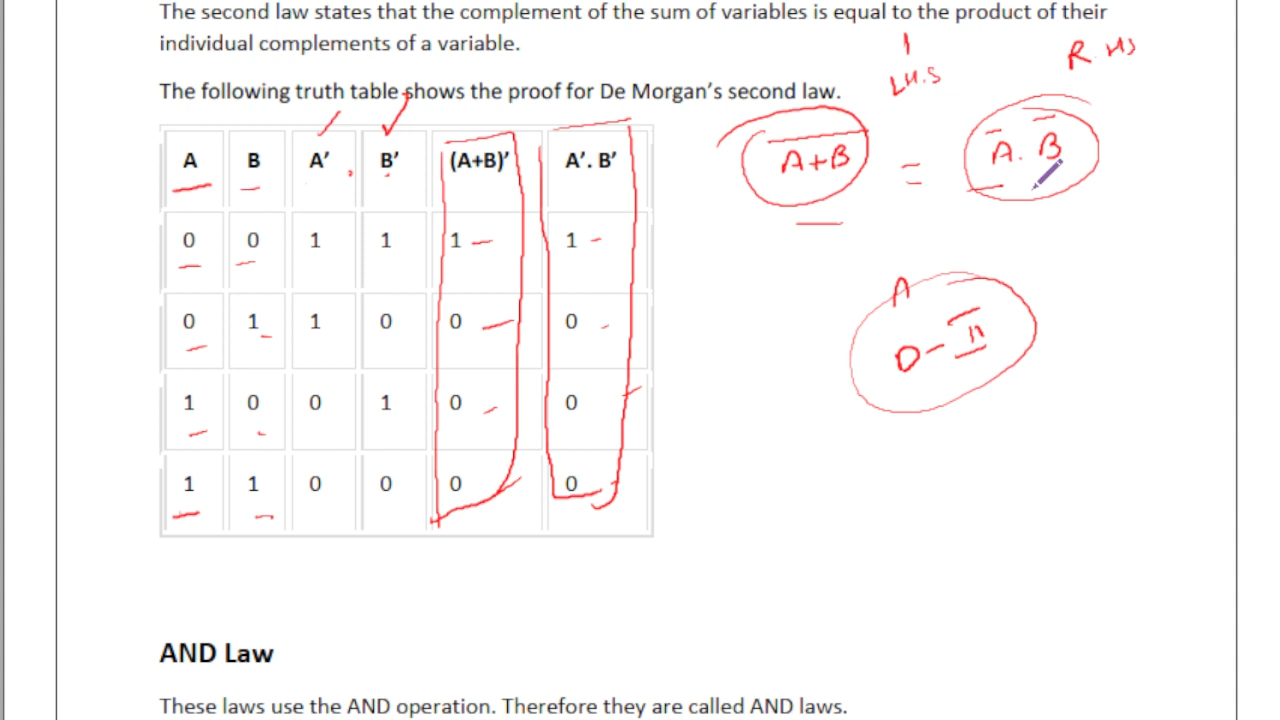 The second law states that the complement of the sum of variables is equal to the product of their
individual complements of a variable.
The following truth table shows the proof for De Morgan's second law.
L H.S
R HS
A B A′ B′ (A+B)′ A′. B′
A+B = A̅. B̅
0 0 1 1 1 1
0 1 1 0 0 0
A
D - II
1 0 0 1 0 0
1 1 0 0 0 0
AND Law
These laws use the AND operation. Therefore they are called AND laws.